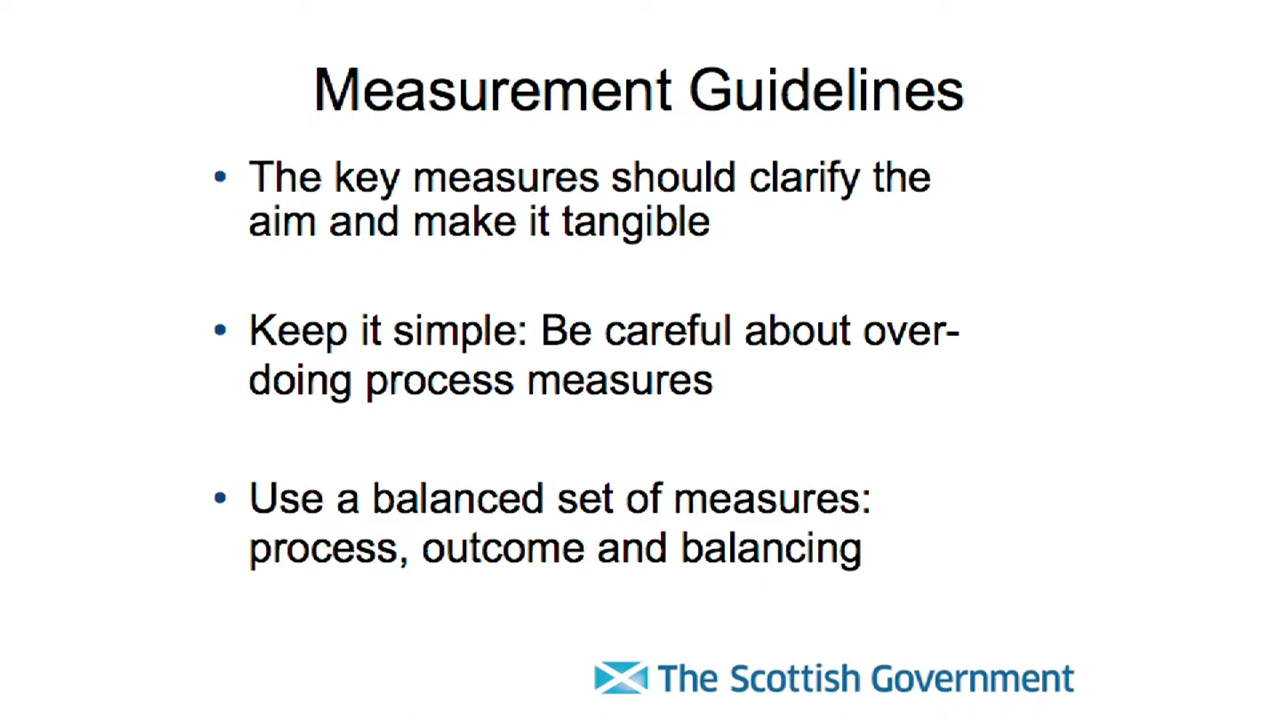 Measurement Guidelines
• The key measures should clarify the
aim and make it tangible
• Keep it simple: Be careful about over-
doing process measures
• Use a balanced set of measures:
process, outcome and balancing
The Scottish Government